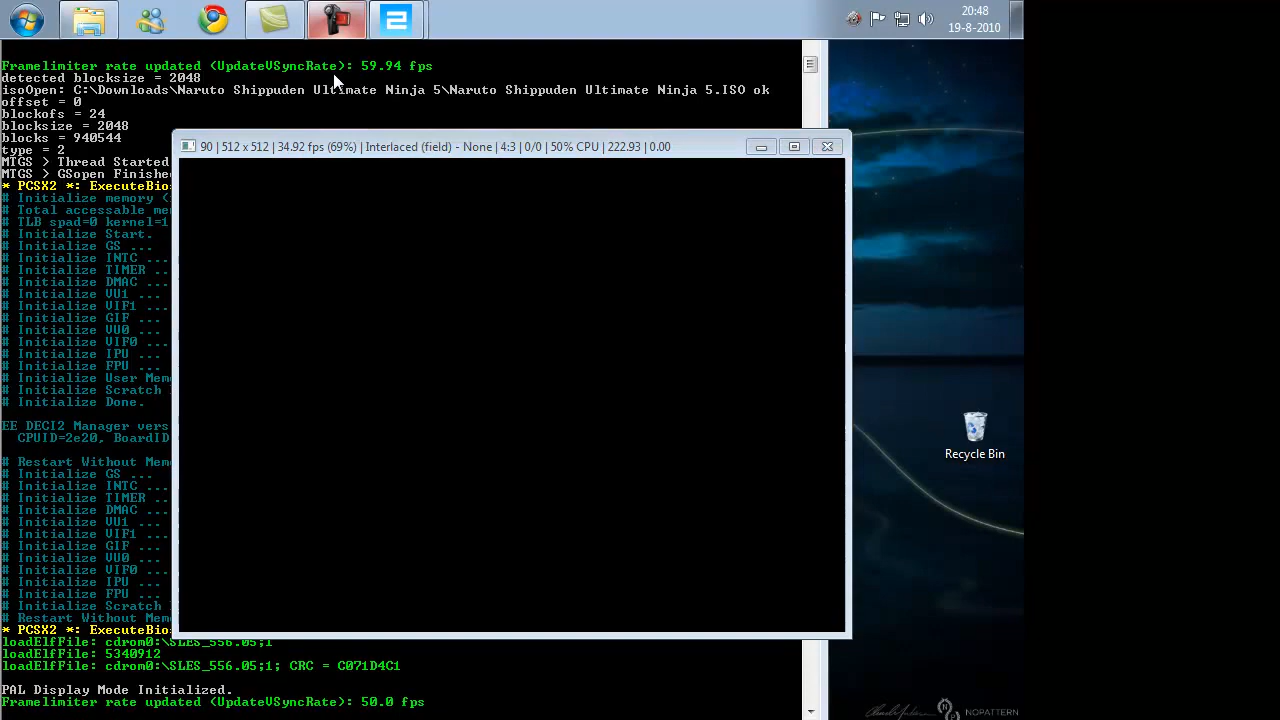 20:48
19-8-2010
Framelimiter rate updated (UpdateVSyncRate): 59.94 fps
detected blocksize = 2048
isoOpen: C:\Downloads\Naruto Shippuden Ultimate Ninja 5\Naruto Shippuden Ultimate Ninja 5.ISO ok
offset = 0
blockofs = 24
blocksize = 2048
blocks = 940544
type = 2
MTGS > Thread Started
MTGS > GSopen Finished
90 | 512 x 512 | 34.92 fps (69%) | Interlaced (field) - None | 4:3 | 0/0 | 50% CPU | 222.93 | 0.00
* PCSX2 *: ExecuteBios
# Initialize memory (
# Total accessable mem
# TLB spad=0 kernel=1
# Initialize Start.
# Initialize GS ...
# Initialize INTC ...
# Initialize TIMER ...
# Initialize DMAC ...
# Initialize VU1 ...
# Initialize VIF1 ...
# Initialize GIF ...
# Initialize VU0 ...
# Initialize VIF0 ...
# Initialize IPU ...
# Initialize FPU ...
# Initialize User Mem
# Initialize Scratch
# Initialize Done.
EE DECI2 Manager vers
CPUID=2e20, BoardID
# Restart Without Mem
# Initialize GS ...
# Initialize INTC ...
# Initialize TIMER ...
# Initialize DMAC ...
# Initialize VU1 ...
# Initialize VIF1 ...
# Initialize GIF ...
# Initialize VU0 ...
# Initialize VIF0 ...
# Initialize IPU ...
# Initialize FPU ...
# Initialize Scratch
# Restart Without Mem
* PCSX2 *: ExecuteBios
loadElfFile: cdrom0:\SLES_556.05;1
loadElfFile: 5340912
loadElfFile: cdrom0:\SLES_556.05;1; CRC = C071D4C1
PAL Display Mode Initialized.
Framelimiter rate updated (UpdateVSyncRate): 50.0 fps
Recycle Bin
NOPATTERN